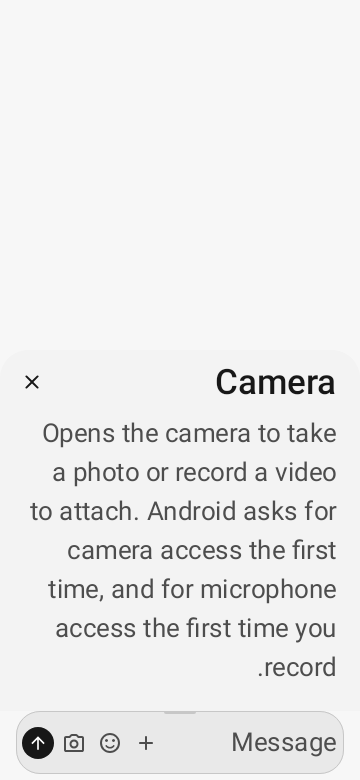 Camera
Opens the camera to take
a photo or record a video
to attach. Android asks for
camera access the first
time, and for microphone
access the first time you
.record
Message